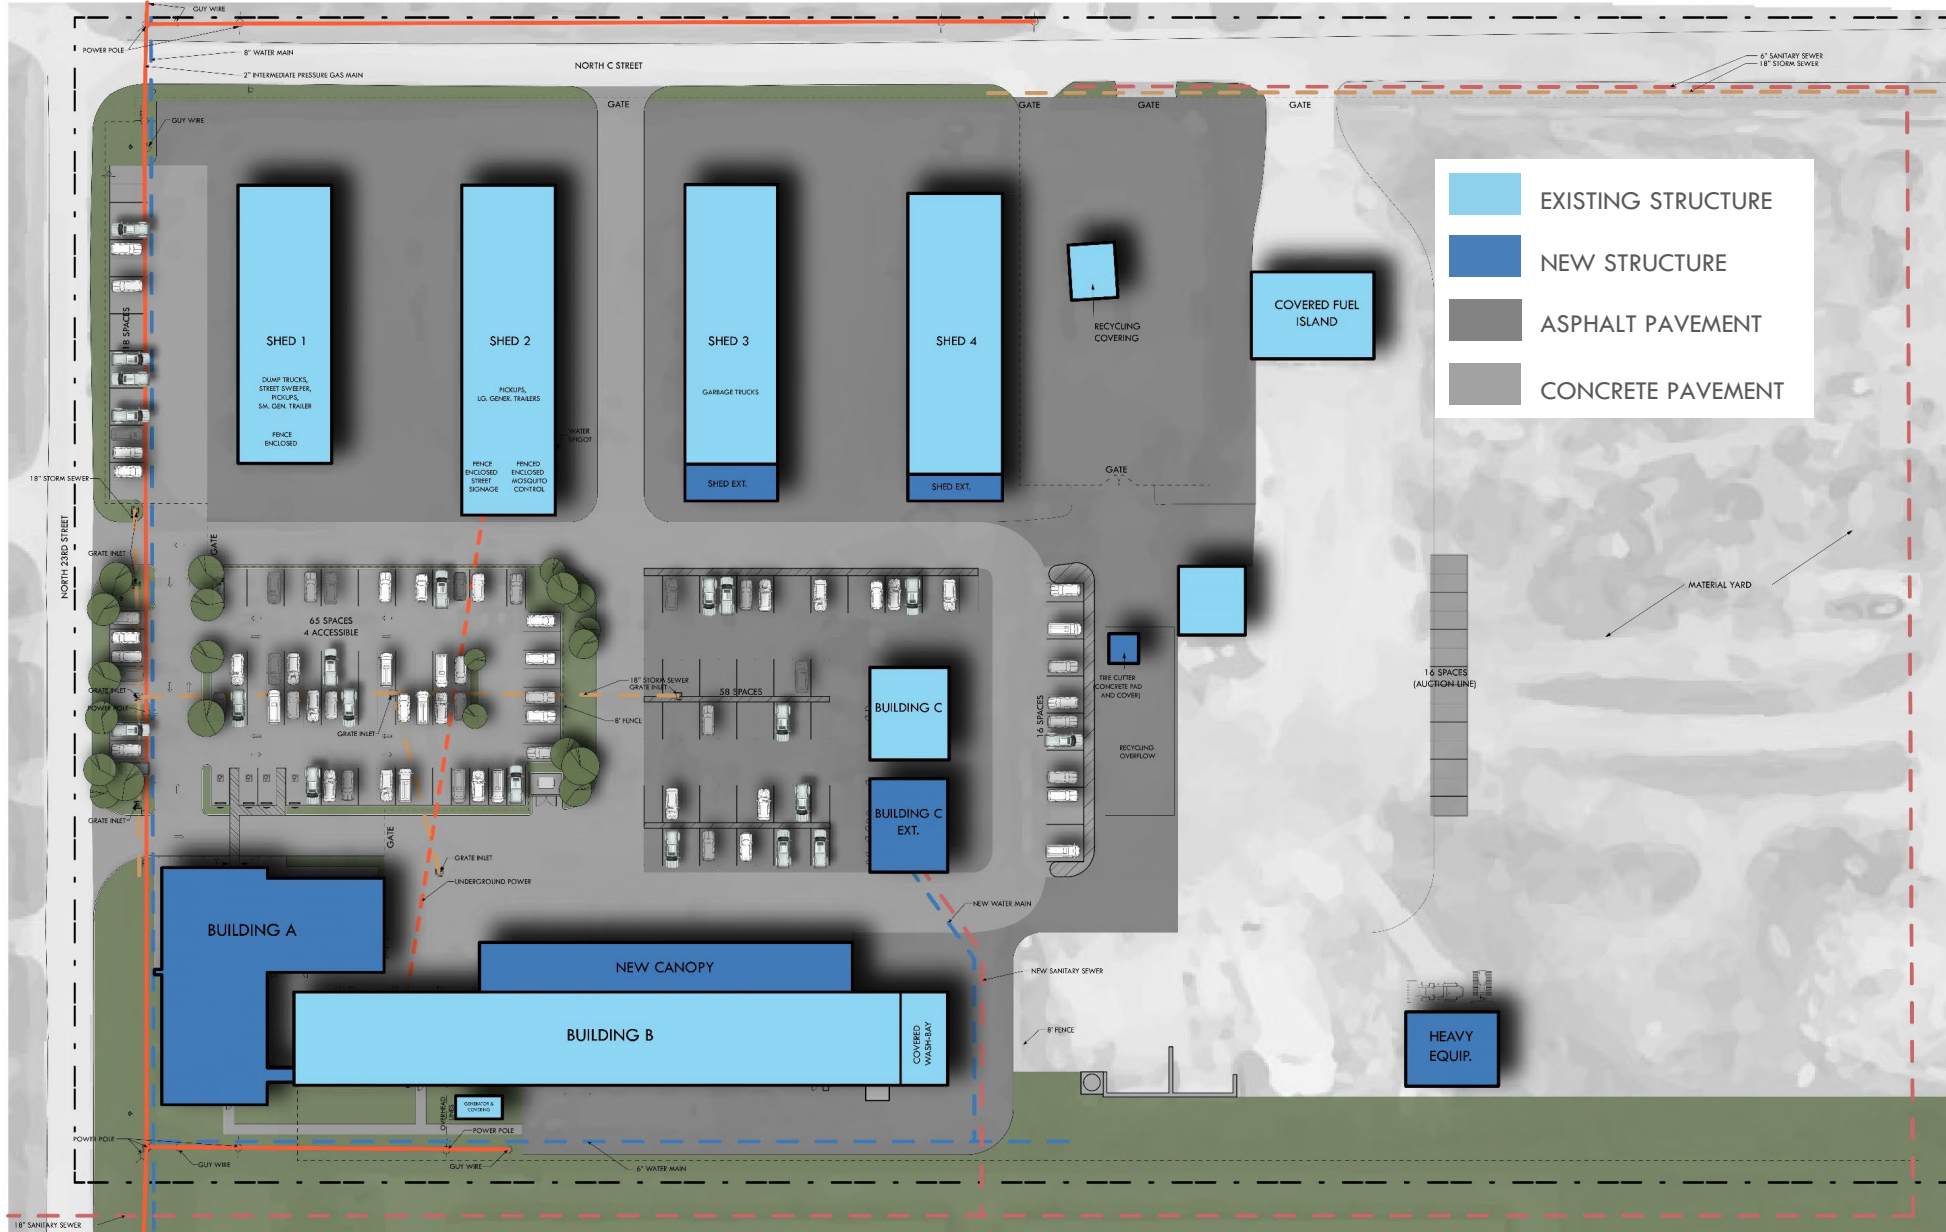 GUY WIRE
POWER POLE
8" WATER MAIN
2" INTERMEDIATE PRESSURE GAS MAIN
NORTH C STREET
6" SANITARY SEWER
18" STORM SEWER
GATE
GATE
GATE
GATE
GUY WIRE
EXISTING STRUCTURE
NEW STRUCTURE
ASPHALT PAVEMENT
CONCRETE PAVEMENT
18 SPACES
SHED 1
DUMP TRUCKS,
STREET SWEEPER,
PICKUPS,
SM. GEN. TRAILER
FENCE
ENCLOSED
SHED 2
PICKUPS,
LG. GENER. TRAILERS
WATER
SPIGOT
FENCE
ENCLOSED
STREET
SIGNAGE
FENCED
ENCLOSED
MOSQUITO
CONTROL
SHED 3
GARBAGE TRUCKS
SHED EXT.
SHED 4
SHED EXT.
RECYCLING
COVERING
COVERED FUEL
ISLAND
GATE
18" STORM SEWER
NORTH 23RD STREET
GRATE INLET
GATE
65 SPACES
4 ACCESSIBLE
MATERIAL YARD
GRATE INLET
POWER POLE
GRATE INLET
18" STORM SEWER
GRATE INLET
8' FENCE
58 SPACES
BUILDING C
16 SPACES
TIRE CUTTER
(CONCRETE PAD
AND COVER)
RECYCLING
OVERFLOW
16 SPACES
(AUCTION LINE)
GRATE INLET
GATE
BUILDING C
EXT.
GRATE INLET
UNDERGROUND POWER
NEW WATER MAIN
BUILDING A
NEW CANOPY
NEW SANITARY SEWER
BUILDING B
COVERED
WASH-BAY
8' FENCE
HEAVY
EQUIP.
GENERATOR &
COVERING
OVERHEAD
LINES
POWER POLE
POWER POLE
GUY WIRE
GUY WIRE
6" WATER MAIN
18" SANITARY SEWER